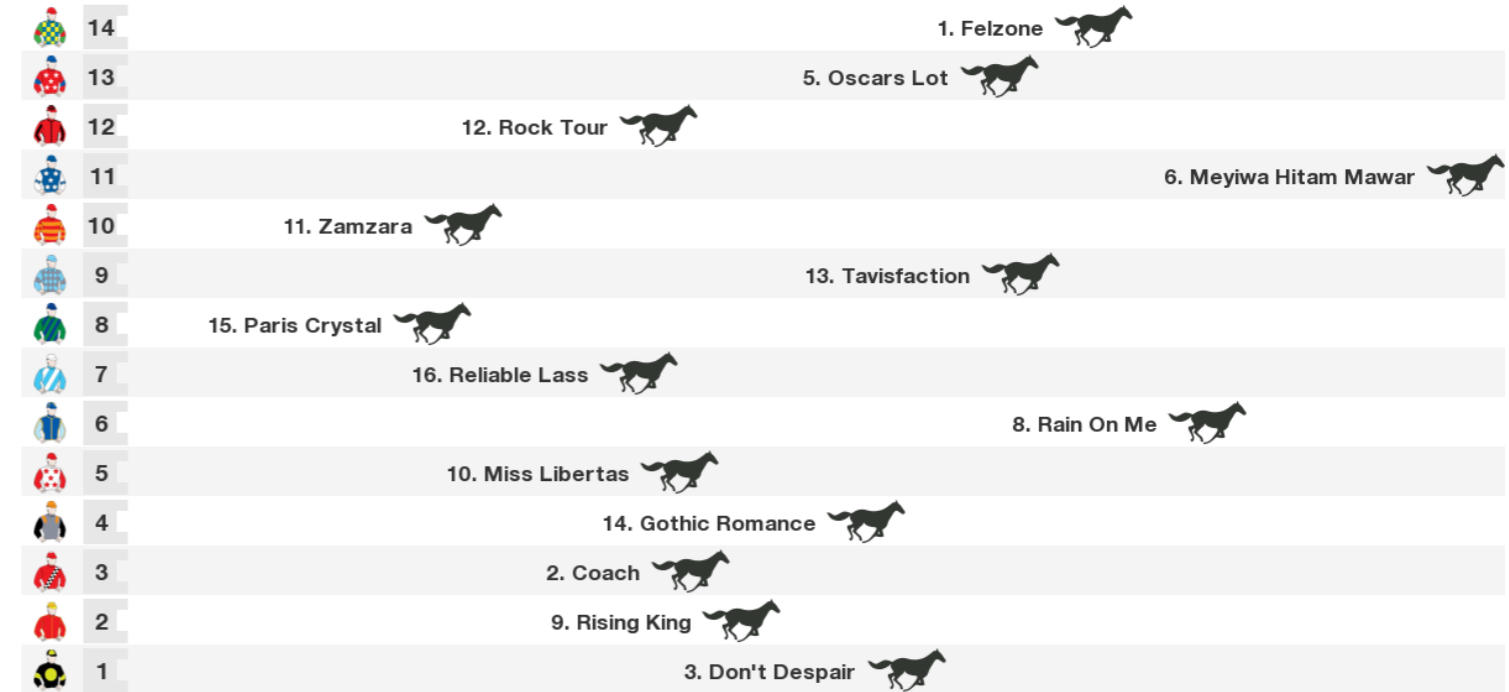 14 1. Felzone
13 5. Oscars Lot
12 12. Rock Tour
11 6. Meyiwa Hitam Mawar
10 11. Zamzara
9 13. Tavisfaction
8 15. Paris Crystal
7 16. Reliable Lass
6 8. Rain On Me
5 10. Miss Libertas
4 14. Gothic Romance
3 2. Coach
2 9. Rising King
1 3. Don't Despair